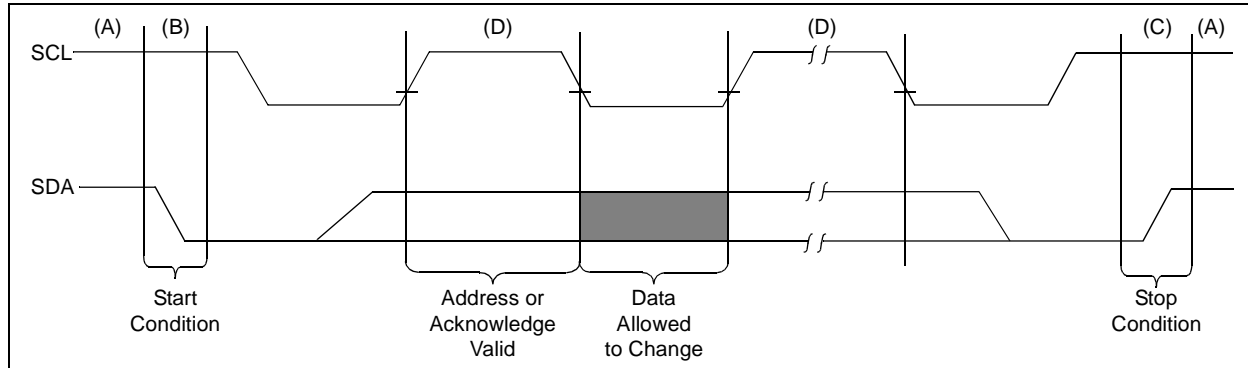 (A) (B) (D) (D) (C) (A)
SCL
SDA
Start
Condition
Address or
Acknowledge
Valid
Data
Allowed
to Change
Stop
Condition